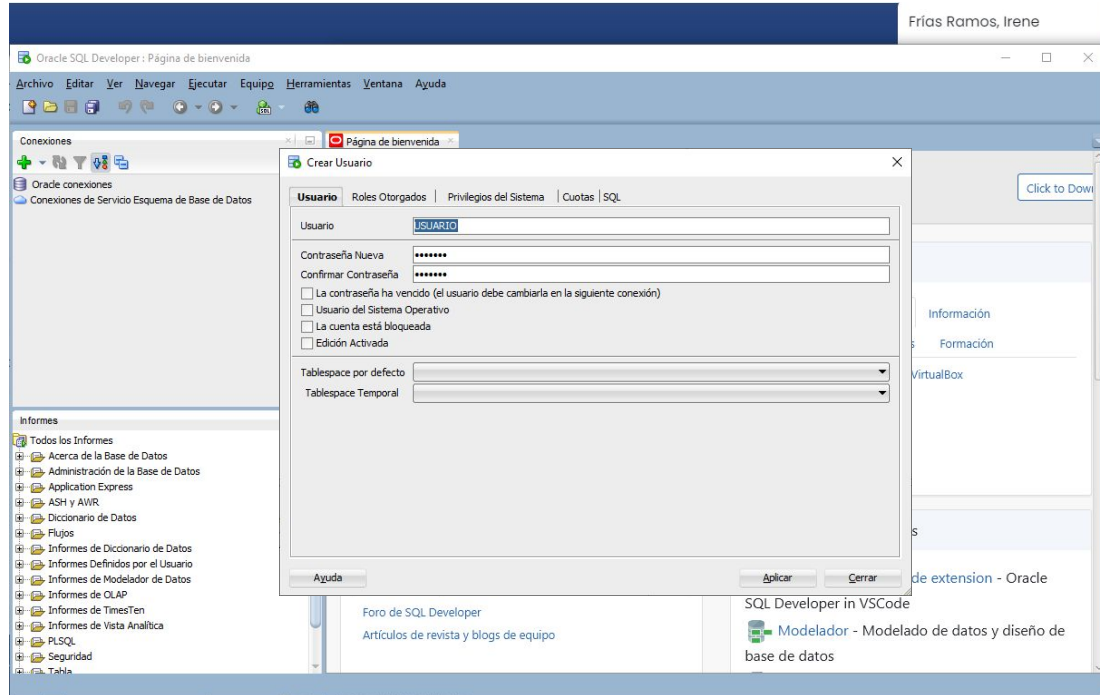 Frías Ramos, Irene
Oracle SQL Developer : Página de bienvenida
Archivo Editar Ver Navegar Ejecutar Equipo Herramientas Ventana Ayuda
Conexiones
Página de bienvenida
Oracle conexiones
Conexiones de Servicio Esquema de Base de Datos
Click to Down
Crear Usuario
Usuario Roles Otorgados Privilegios del Sistema Cuotas SQL
Usuario USUARIO
Contraseña Nueva •••••••
Confirmar Contraseña •••••••
La contraseña ha vencido (el usuario debe cambiarla en la siguiente conexión)
Usuario del Sistema Operativo
La cuenta está bloqueada
Edición Activada
Tablespace por defecto
Tablespace Temporal
Ayuda Aplicar Cerrar
Información
s Formación
VirtualBox
Informes
Todos los Informes
Acerca de la Base de Datos
Administración de la Base de Datos
Application Express
ASH y AWR
Diccionario de Datos
Flujos
Informes de Diccionario de Datos
Informes Definidos por el Usuario
Informes de Modelador de Datos
Informes de OLAP
Informes de TimesTen
Informes de Vista Analítica
PLSQL
Seguridad
Tabla
Foro de SQL Developer
Artículos de revista y blogs de equipo
s
de extension - Oracle
SQL Developer in VSCode
Modelador - Modelado de datos y diseño de
base de datos